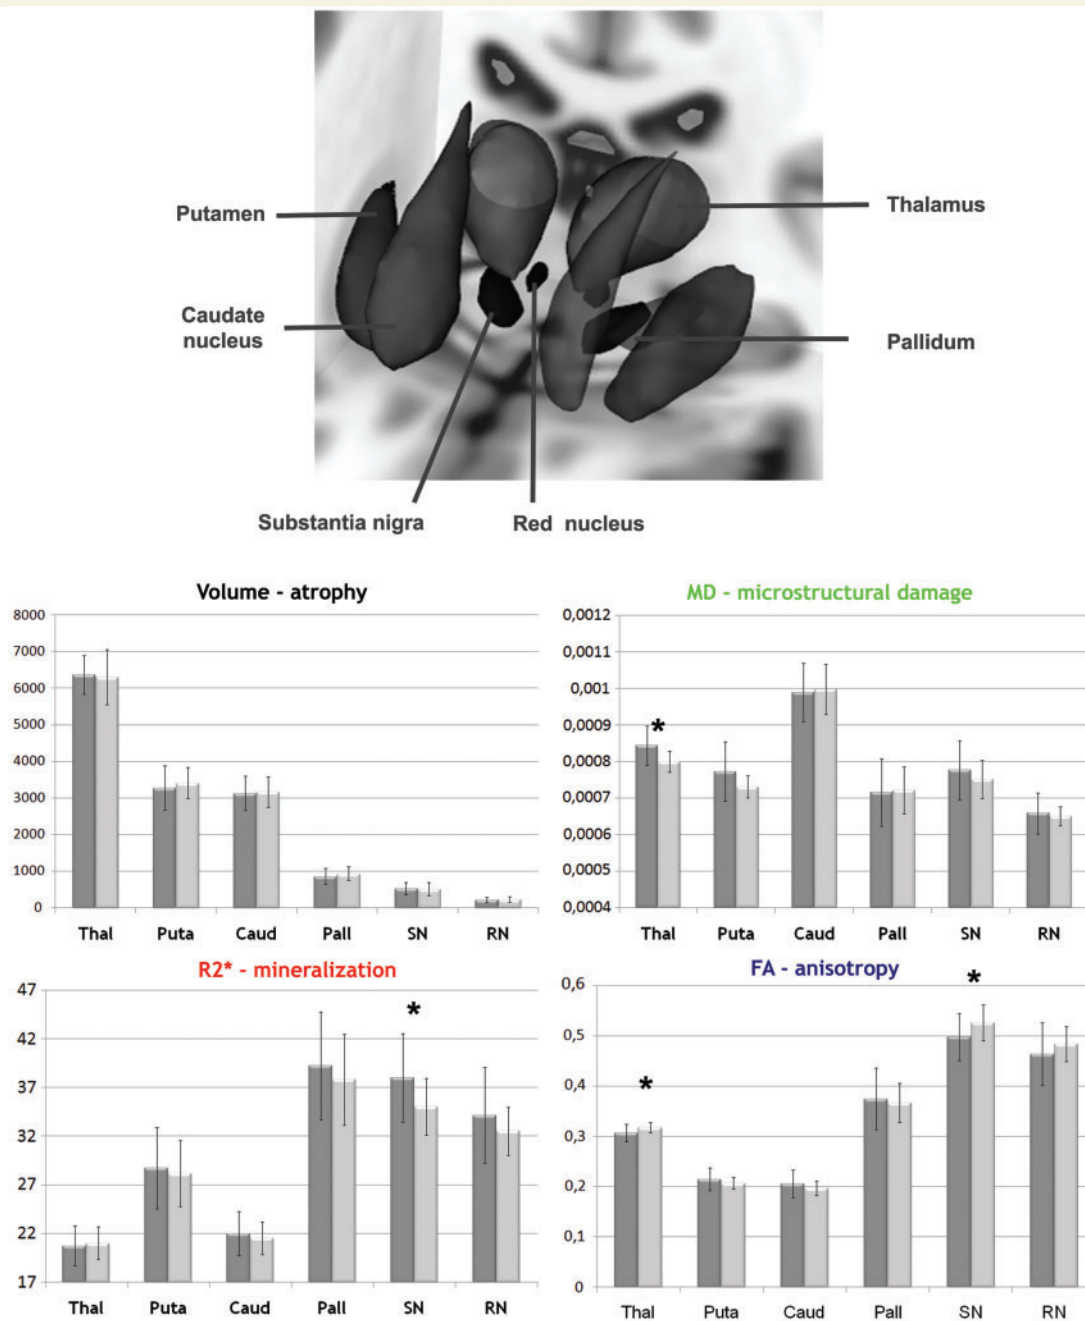 Putamen
Thalamus
Caudate
nucleus
Pallidum
Substantia nigra
Red nucleus
Volume - atrophy
8000
7000
6000
5000
4000
3000
2000
1000
0
Thal Puta Caud Pall SN RN
MD - microstructural damage
0,0012
0,0011
0,001
0,0009
0,0008
0,0007
0,0006
0,0005
0,0004
*
Thal Puta Caud Pall SN RN
R2* - mineralization
47
42
37
32
27
22
17
*
Thal Puta Caud Pall SN RN
FA - anisotropy
0,6
0,5
0,4
0,3
0,2
0,1
0
*
*
Thal Puta Caud Pall SN RN